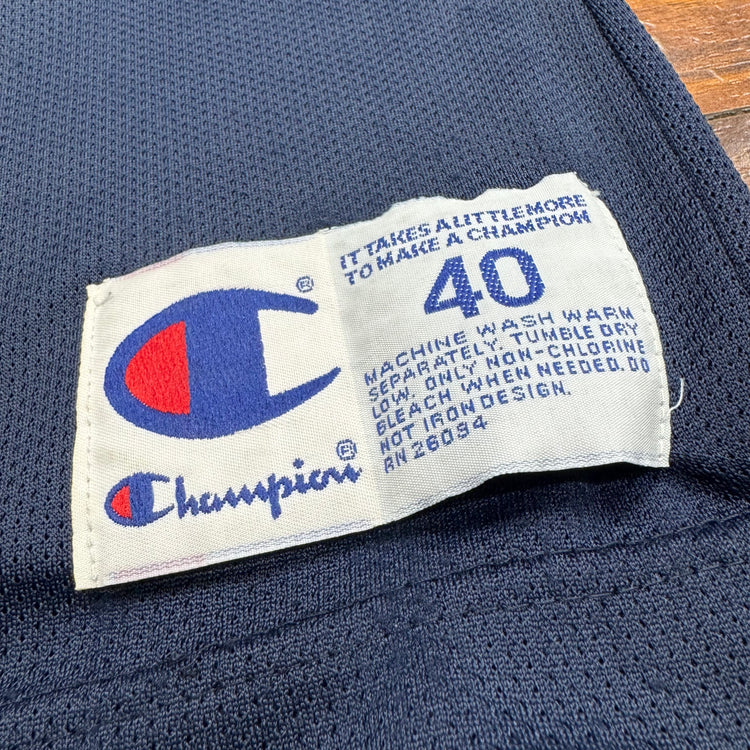 ®
Champion®
IT TAKES A LITTLE MORE
TO MAKE A CHAMPION
40
MACHINE WASH WARM
SEPARATELY. TUMBLE DRY
LOW. ONLY NON-CHLORINE
BLEACH WHEN NEEDED. DO
NOT IRON DESIGN.
RN 26094